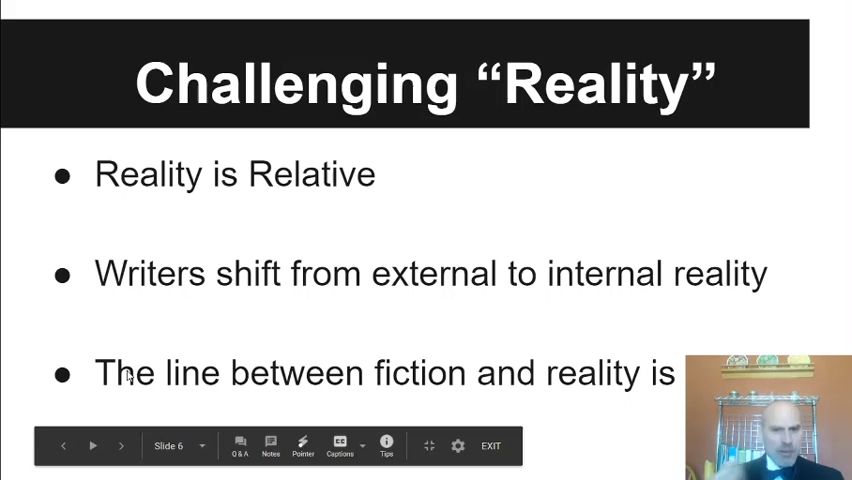 Challenging “Reality”
● Reality is Relative
● Writers shift from external to internal reality
● The line between fiction and reality is
Slide 6
Q & A
Notes
Pointer
Captions
Tips
EXIT